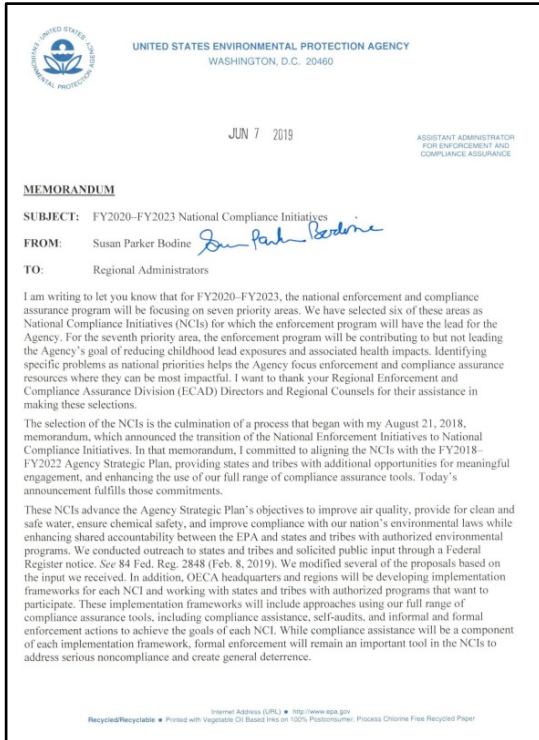 UNITED STATES ENVIRONMENTAL PROTECTION AGENCY
WASHINGTON, D.C. 20460
UNITED STATES
ENVIRONMENTAL PROTECTION AGENCY
JUN 7 2019
ASSISTANT ADMINISTRATOR
FOR ENFORCEMENT AND
COMPLIANCE ASSURANCE
MEMORANDUM
SUBJECT: FY2020–FY2023 National Compliance Initiatives
FROM: Susan Parker Bodine Susan Parker Bodine
TO: Regional Administrators
I am writing to let you know that for FY2020–FY2023, the national enforcement and compliance
assurance program will be focusing on seven priority areas. We have selected six of these areas as
National Compliance Initiatives (NCIs) for which the enforcement program will have the lead for the
Agency. For the seventh priority area, the enforcement program will be contributing to but not leading
the Agency's goal of reducing childhood lead exposures and associated health impacts. Identifying
specific problems as national priorities helps the Agency focus enforcement and compliance assurance
resources where they can be most impactful. I want to thank your Regional Enforcement and
Compliance Assurance Division (ECAD) Directors and Regional Counsels for their assistance in
making these selections.
The selection of the NCIs is the culmination of a process that began with my August 21, 2018,
memorandum, which announced the transition of the National Enforcement Initiatives to National
Compliance Initiatives. In that memorandum, I committed to aligning the NCIs with the FY2018–
FY2022 Agency Strategic Plan, providing states and tribes with additional opportunities for meaningful
engagement, and enhancing the use of our full range of compliance assurance tools. Today's
announcement fulfills those commitments.
These NCIs advance the Agency Strategic Plan's objectives to improve air quality, provide for clean and
safe water, ensure chemical safety, and improve compliance with our nation's environmental laws while
enhancing shared accountability between the EPA and states and tribes with authorized environmental
programs. We conducted outreach to states and tribes and solicited public input through a Federal
Register notice. See 84 Fed. Reg. 2848 (Feb. 8, 2019). We modified several of the proposals based on
the input we received. In addition, OECA headquarters and regions will be developing implementation
frameworks for each NCI and working with states and tribes with authorized programs that want to
participate. These implementation frameworks will include approaches using our full range of
compliance assurance tools, including compliance assistance, self-audits, and informal and formal
enforcement actions to achieve the goals of each NCI. While compliance assistance will be a component
of each implementation framework, formal enforcement will remain an important tool in the NCIs to
address serious noncompliance and create general deterrence.
Internet Address (URL) ● http://www.epa.gov
Recycled/Recyclable ● Printed with Vegetable Oil Based Inks on 100% Postconsumer, Process Chlorine Free Recycled Paper